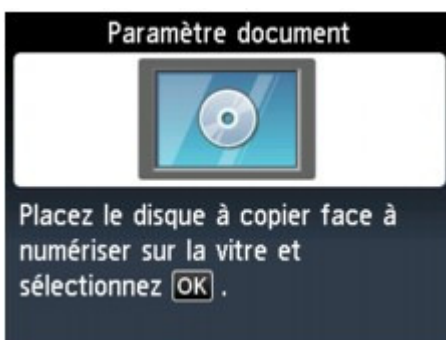 Paramètre document
Placez le disque à copier face à
numériser sur la vitre et
sélectionnez OK .